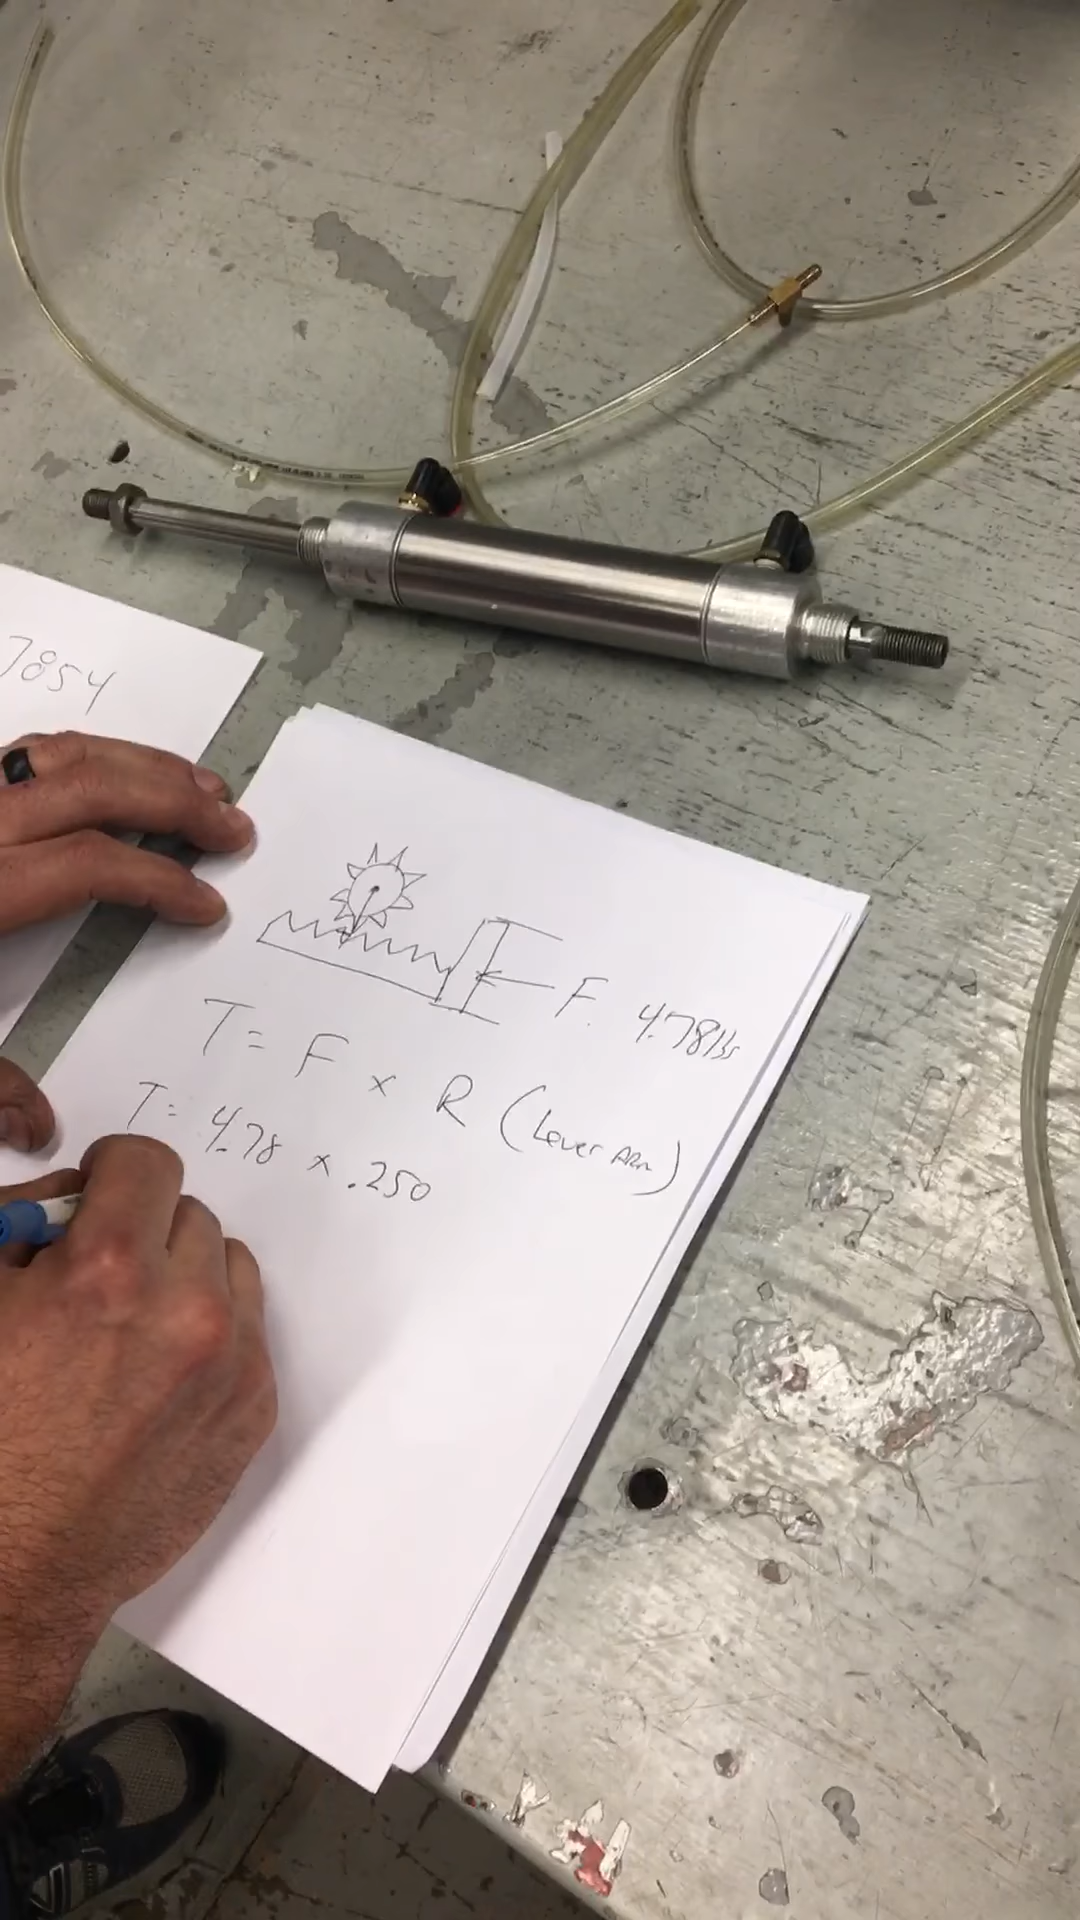 7854
F. 4.78lbs
T= F x R (Lever ARm)
T= 4.78 x .250